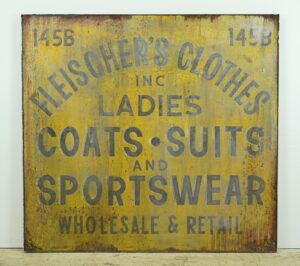 145B 145B
FLEISCHER'S CLOTHES
INC
LADIES
COATS · SUITS
AND
SPORTSWEAR
WHOLESALE & RETAIL